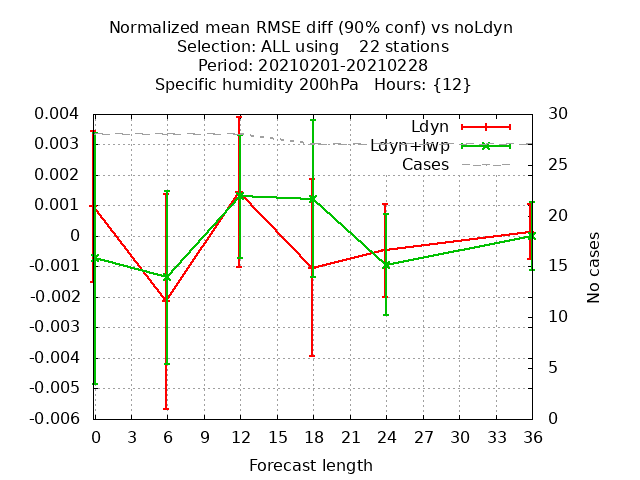 Normalized mean RMSE diff (90% conf) vs noLdyn
Selection: ALL using    22 stations
Period: 20210201-20210228
Specific humidity 200hPa   Hours: {12}
0.004
0.003
0.002
0.001
0
-0.001
-0.002
-0.003
-0.004
-0.005
-0.006
Ldyn
Ldyn+lwp
Cases
30
25
20
15
10
5
0
No cases
0 3 6 9 12 15 18 21 24 27 30 33 36
Forecast length